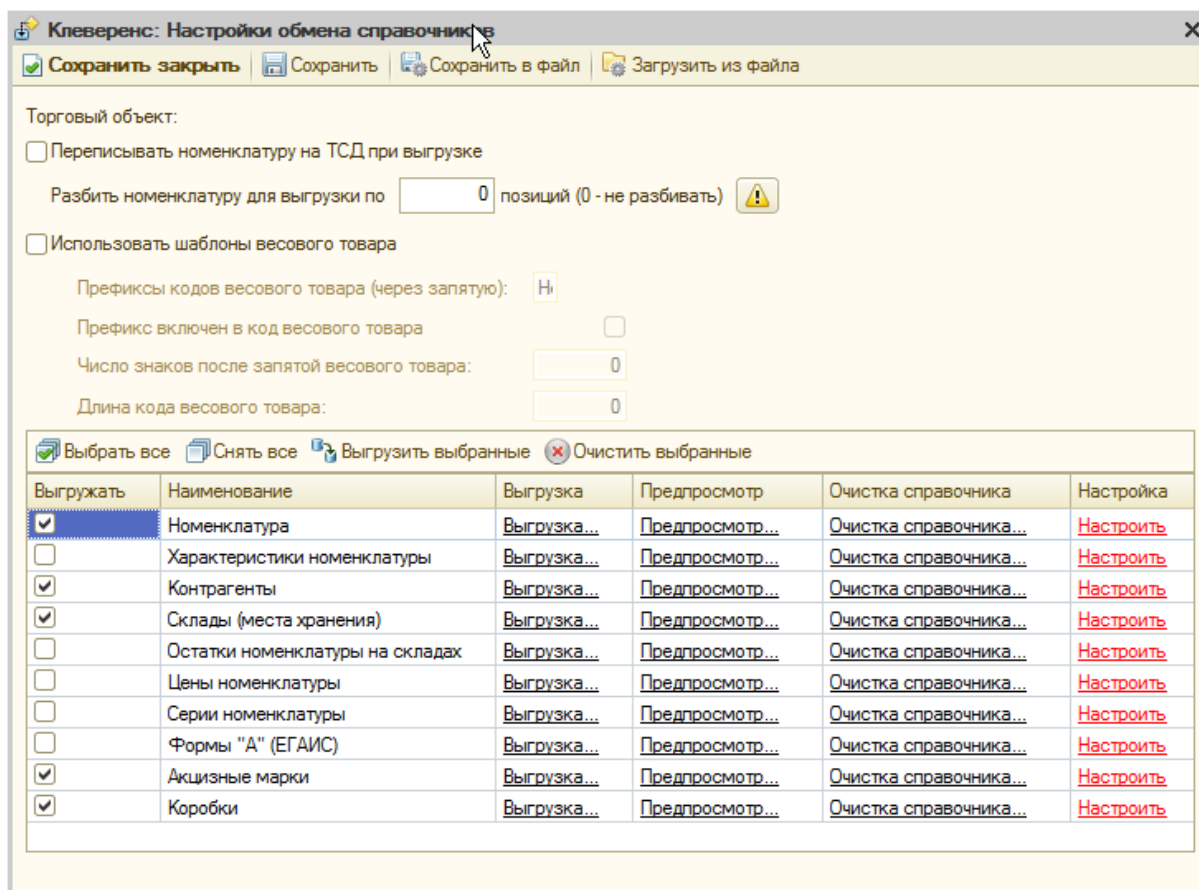 Клеверенс: Настройки обмена справочников
Сохранить закрыть Сохранить Сохранить в файл Загрузить из файла
Торговый объект:
Переписывать номенклатуру на ТСД при выгрузке
Разбить номенклатуру для выгрузки по 0 позиций (0 - не разбивать)
Использовать шаблоны весового товара
Префиксы кодов весового товара (через запятую):
Префикс включен в код весового товара
Число знаков после запятой весового товара: 0
Длина кода весового товара: 0
Выбрать все Снять все Выгрузить выбранные Очистить выбранные
Выгружать Наименование Выгрузка Предпросмотр Очистка справочника Настройка
Номенклатура Выгрузка... Предпросмотр... Очистка справочника... Настроить
Характеристики номенклатуры Выгрузка... Предпросмотр... Очистка справочника... Настроить
Контрагенты Выгрузка... Предпросмотр... Очистка справочника... Настроить
Склады (места хранения) Выгрузка... Предпросмотр... Очистка справочника... Настроить
Остатки номенклатуры на складах Выгрузка... Предпросмотр... Очистка справочника... Настроить
Цены номенклатуры Выгрузка... Предпросмотр... Очистка справочника... Настроить
Серии номенклатуры Выгрузка... Предпросмотр... Очистка справочника... Настроить
Формы "А" (ЕГАИС) Выгрузка... Предпросмотр... Очистка справочника... Настроить
Акцизные марки Выгрузка... Предпросмотр... Очистка справочника... Настроить
Коробки Выгрузка... Предпросмотр... Очистка справочника... Настроить